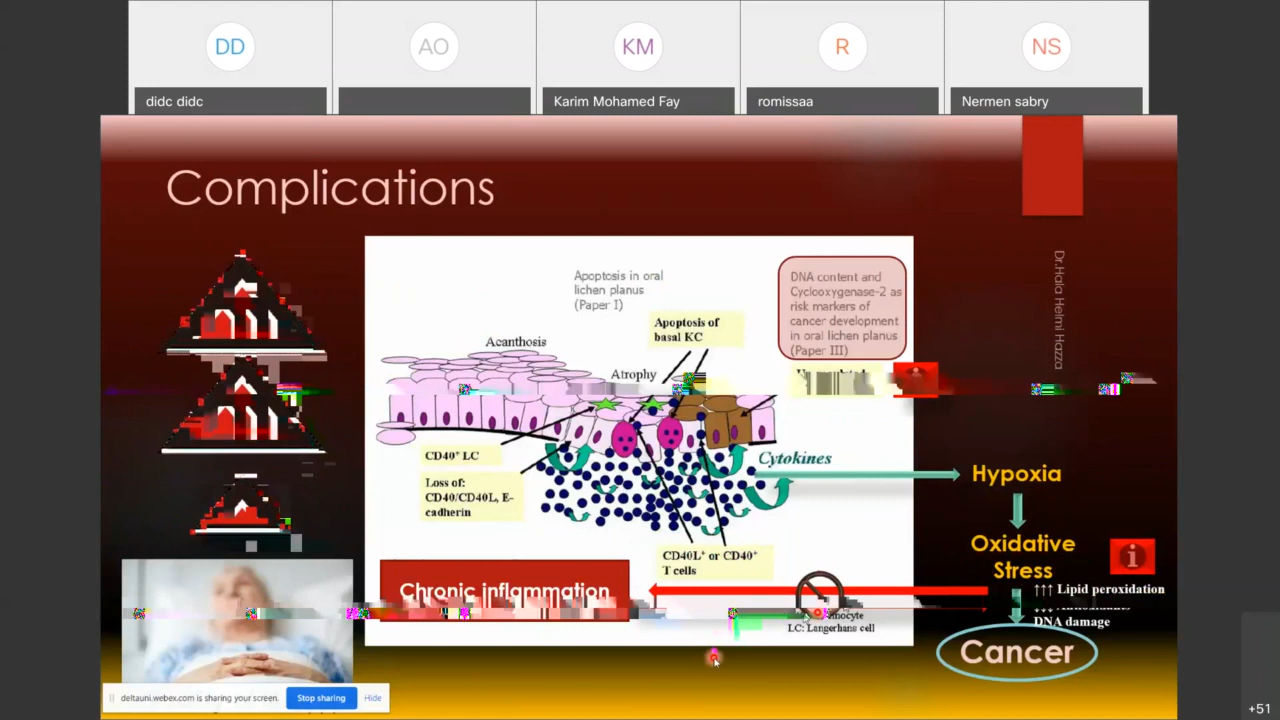 DD
AO
KM
R
NS
didc didc
Karim Mohamed Fay
romissaa
Nermen sabry
Complications
Dr.Hala Helmi Hazza
Apoptosis in oral
lichen planus
(Paper I)
DNA content and
Cyclooxygenase-2 as
risk markers of
cancer development
in oral lichen planus
(Paper III)
Apoptosis of
basal KC
Acanthosis
Atrophy
CD40⁺ LC
Loss of:
CD40/CD40L, E-
cadherin
Cytokines
CD40L⁺ or CD40⁺
T cells
Hypoxia
Oxidative
Stress
↑↑↑ Lipid peroxidation
DNA damage
Cancer
Chronic inflammation
LC: Langerhans cell
deltauni.webex.com is sharing your screen.
Stop sharing
Hide
+51